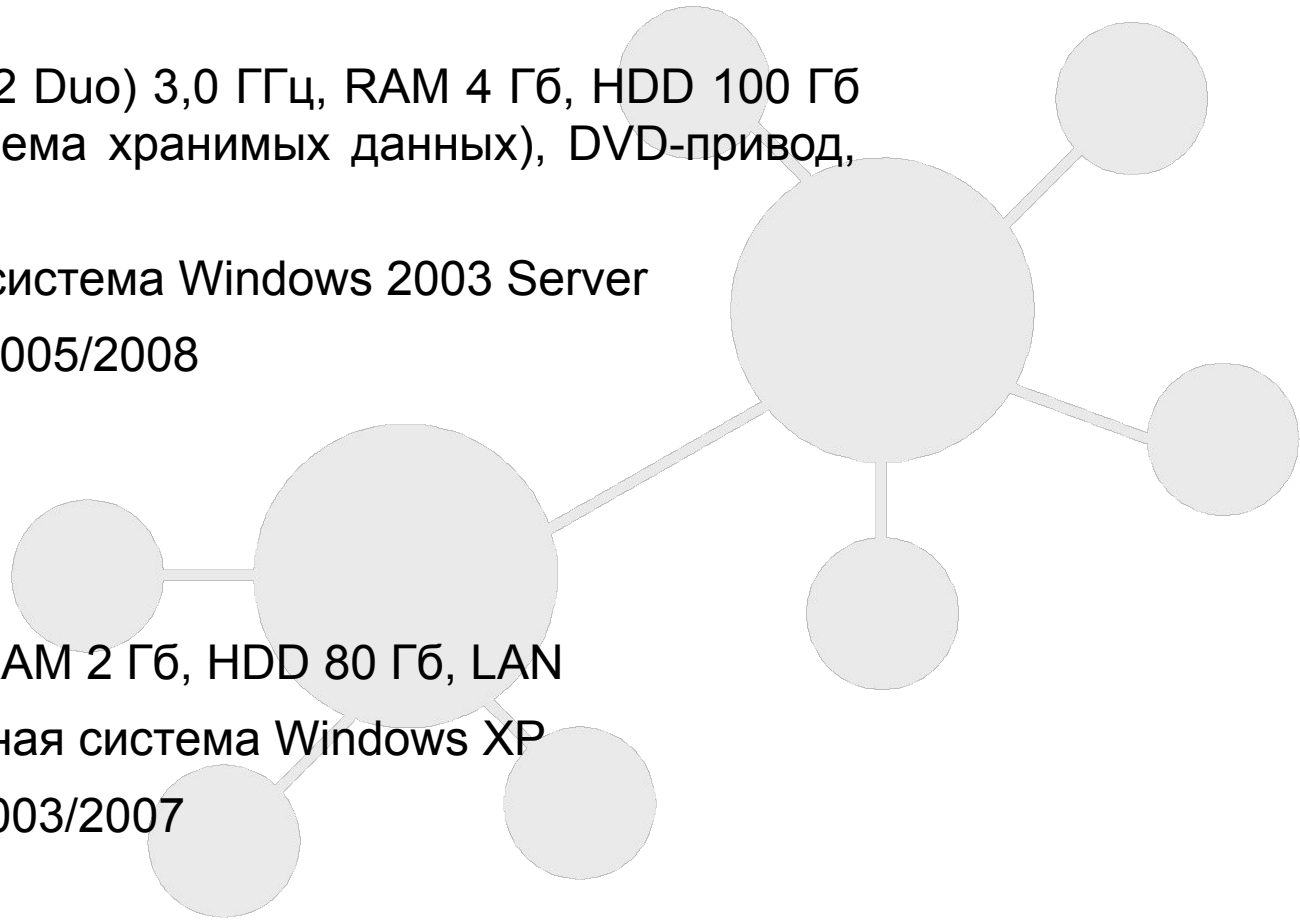 2 Duo) 3,0 ГГц, RAM 4 Гб, HDD 100 Гб
ема хранимых данных), DVD-привод,
система Windows 2003 Server
005/2008
AM 2 Гб, HDD 80 Гб, LAN
ная система Windows XP
003/2007